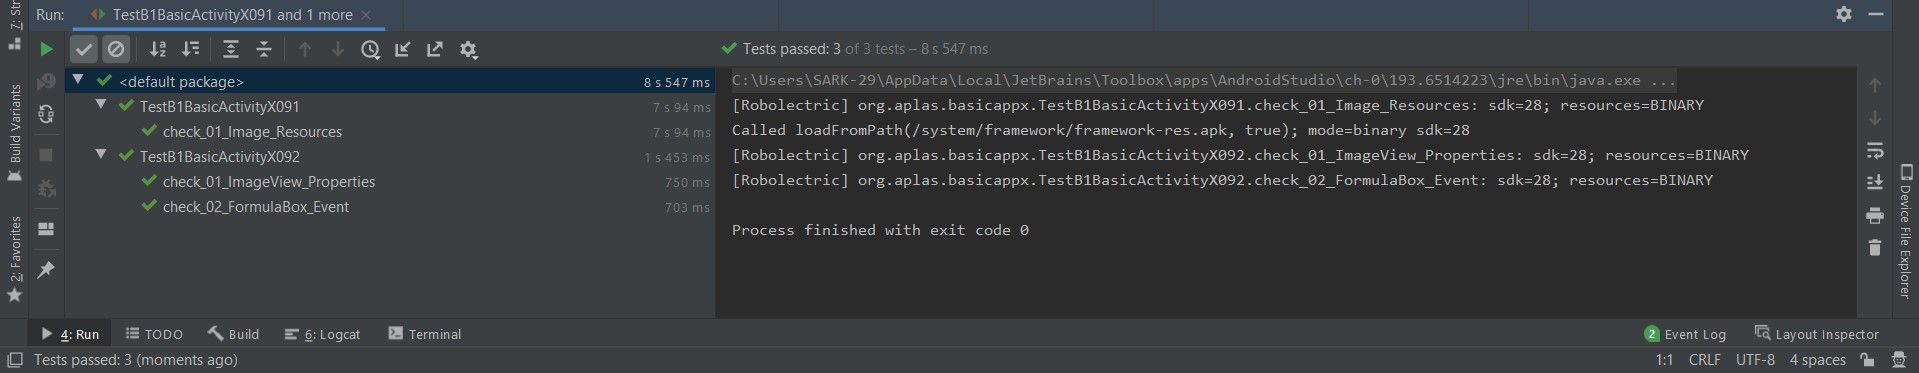 Run: TestB1BasicActivityX091 and 1 more
Tests passed: 3 of 3 tests – 8 s 547 ms
<default package> 8 s 547 ms
TestB1BasicActivityX091 7 s 94 ms
check_01_Image_Resources 7 s 94 ms
TestB1BasicActivityX092 1 s 453 ms
check_01_ImageView_Properties 750 ms
check_02_FormulaBox_Event 703 ms
C:\Users\SARK-29\AppData\Local\JetBrains\Toolbox\apps\AndroidStudio\ch-0\193.6514223\jre\bin\java.exe ...
[Robolectric] org.aplas.basicappx.TestB1BasicActivityX091.check_01_Image_Resources: sdk=28; resources=BINARY
Called loadFromPath(/system/framework/framework-res.apk, true); mode=binary sdk=28
[Robolectric] org.aplas.basicappx.TestB1BasicActivityX092.check_01_ImageView_Properties: sdk=28; resources=BINARY
[Robolectric] org.aplas.basicappx.TestB1BasicActivityX092.check_02_FormulaBox_Event: sdk=28; resources=BINARY
Process finished with exit code 0
7: Str
Build Variants
2: Favorites
Device File Explorer
4: Run TODO Build 6: Logcat Terminal 2 Event Log Layout Inspector
Tests passed: 3 (moments ago) 1:1 CRLF UTF-8 4 spaces